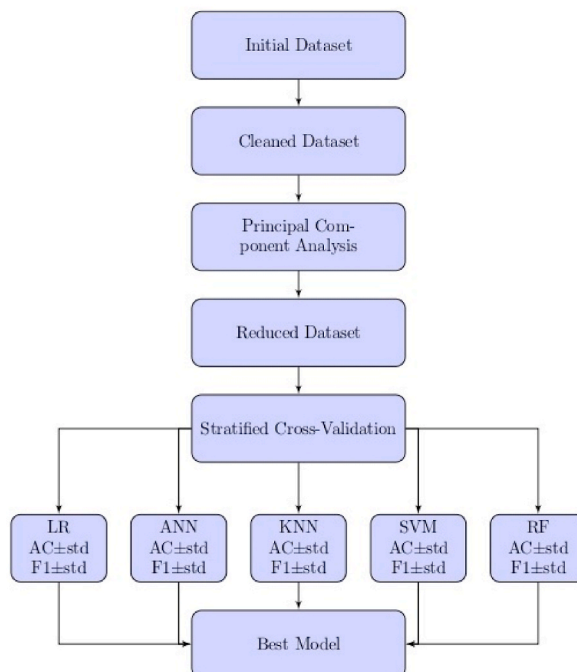 Initial Dataset
Cleaned Dataset
Principal Com-
ponent Analysis
Reduced Dataset
Stratified Cross-Validation
LR
AC±std
F1±std
ANN
AC±std
F1±std
KNN
AC±std
F1±std
SVM
AC±std
F1±std
RF
AC±std
F1±std
Best Model